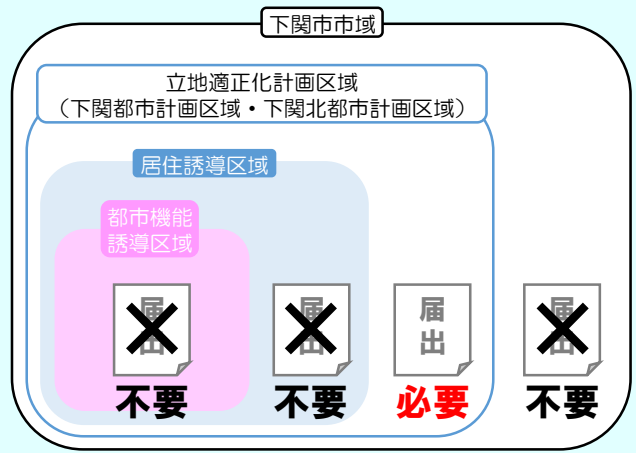 下関市市域
立地適正化計画区域
（下関都市計画区域・下関北都市計画区域）
居住誘導区域
都市機能
誘導区域
届出
不要
届出
不要
届出
必要
届出
不要